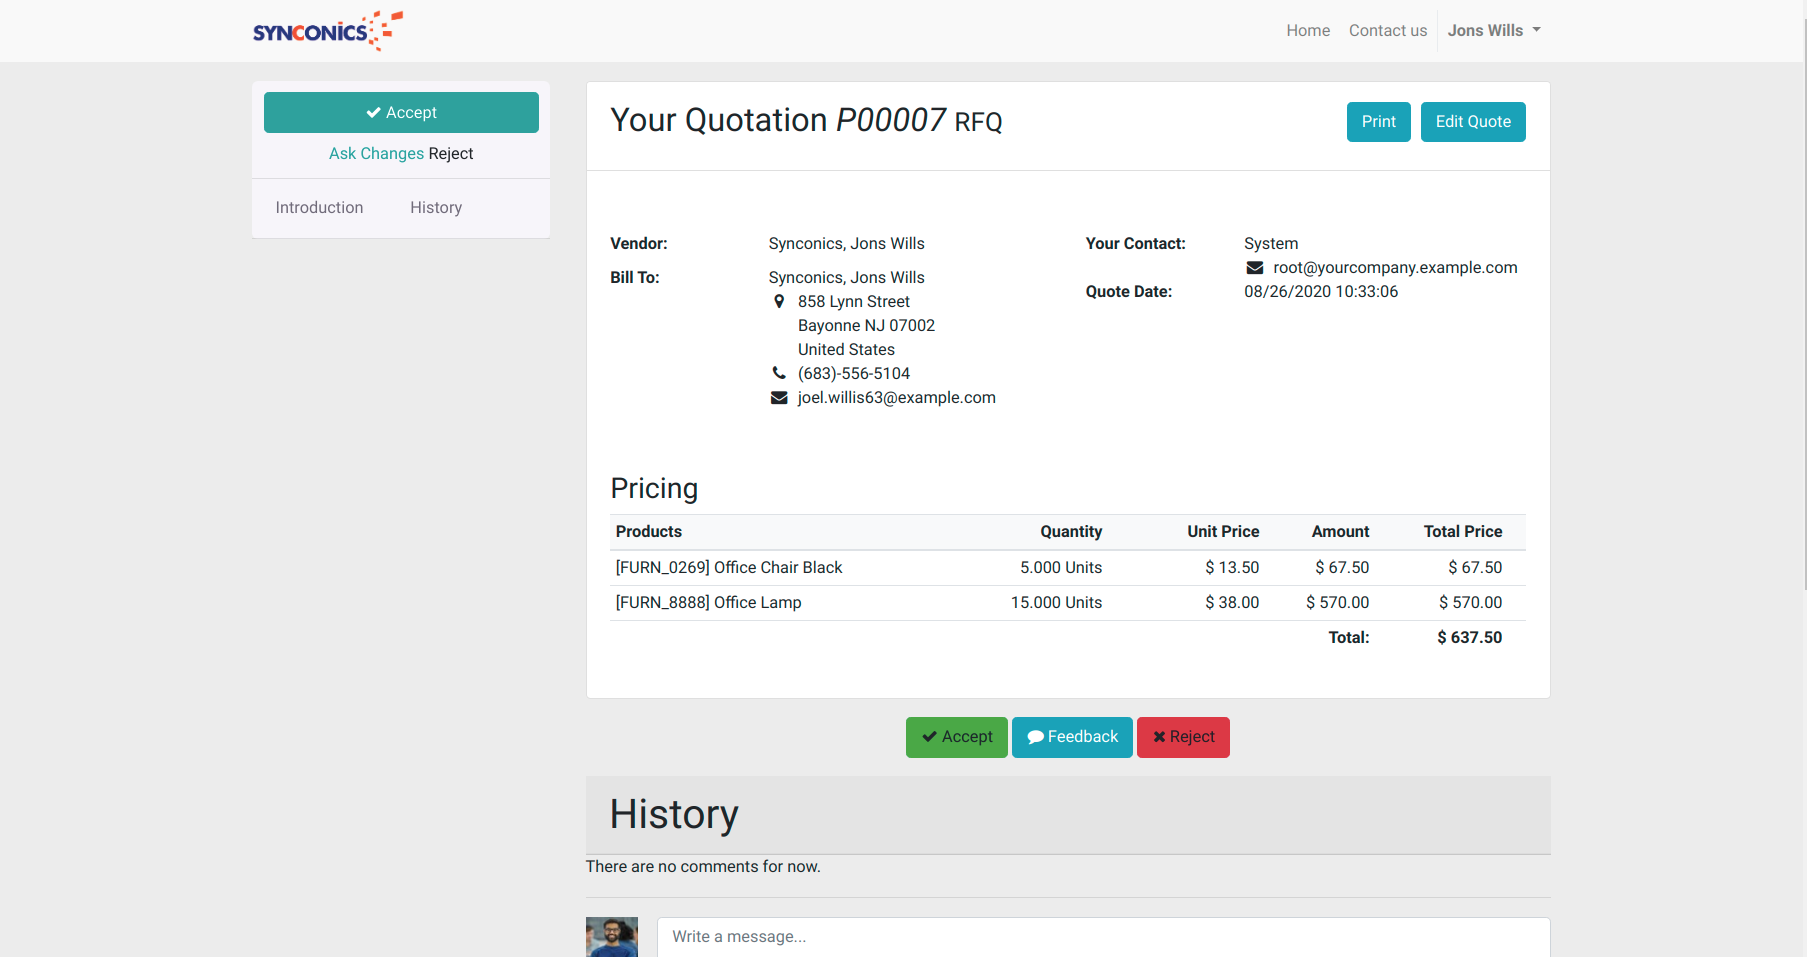 SYNCONICS
Home Contact us Jons Wills
Accept
Ask Changes Reject
Introduction History
Your Quotation P00007 RFQ
Print Edit Quote
Vendor: Synconics, Jons Wills
Bill To: Synconics, Jons Wills
858 Lynn Street
Bayonne NJ 07002
United States
(683)-556-5104
joel.willis63@example.com
Your Contact: System
root@yourcompany.example.com
Quote Date: 08/26/2020 10:33:06
Pricing
Products Quantity Unit Price Amount Total Price
[FURN_0269] Office Chair Black 5.000 Units $ 13.50 $ 67.50 $ 67.50
[FURN_8888] Office Lamp 15.000 Units $ 38.00 $ 570.00 $ 570.00
Total: $ 637.50
Accept Feedback Reject
History
There are no comments for now.
Write a message...